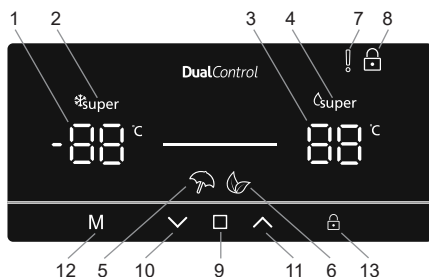 1 2 3 4 7 8
DualControl
super super
-88 °C 88 °C
M
12 5 10 9 11 6 13